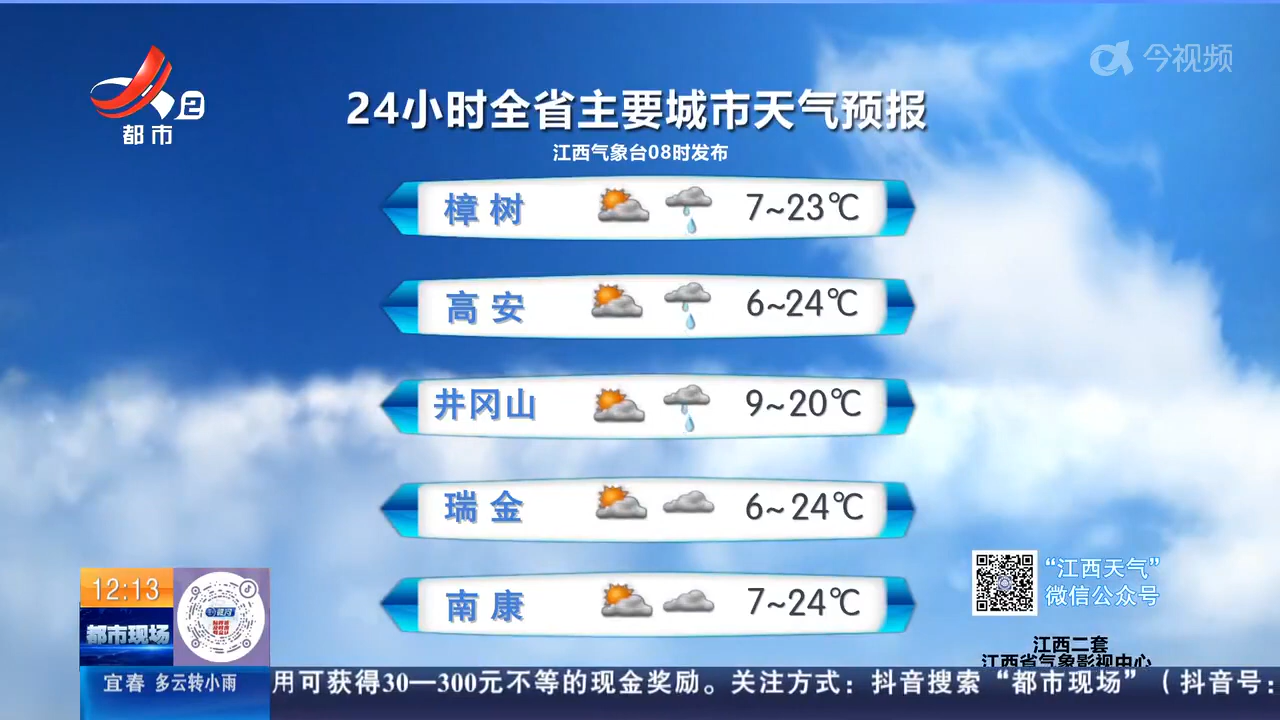 2
都市
今视频
24小时全省主要城市天气预报
江西气象台08时发布
樟树 7~23℃
高安 6~24℃
井冈山 9~20℃
瑞金 6~24℃
南康 7~24℃
“江西天气”
微信公众号
江西二套
江西省气象影视中心
12:13
都市现场
宜春 多云转小雨
用可获得30—300元不等的现金奖励。关注方式：抖音搜索“都市现场”（抖音号：